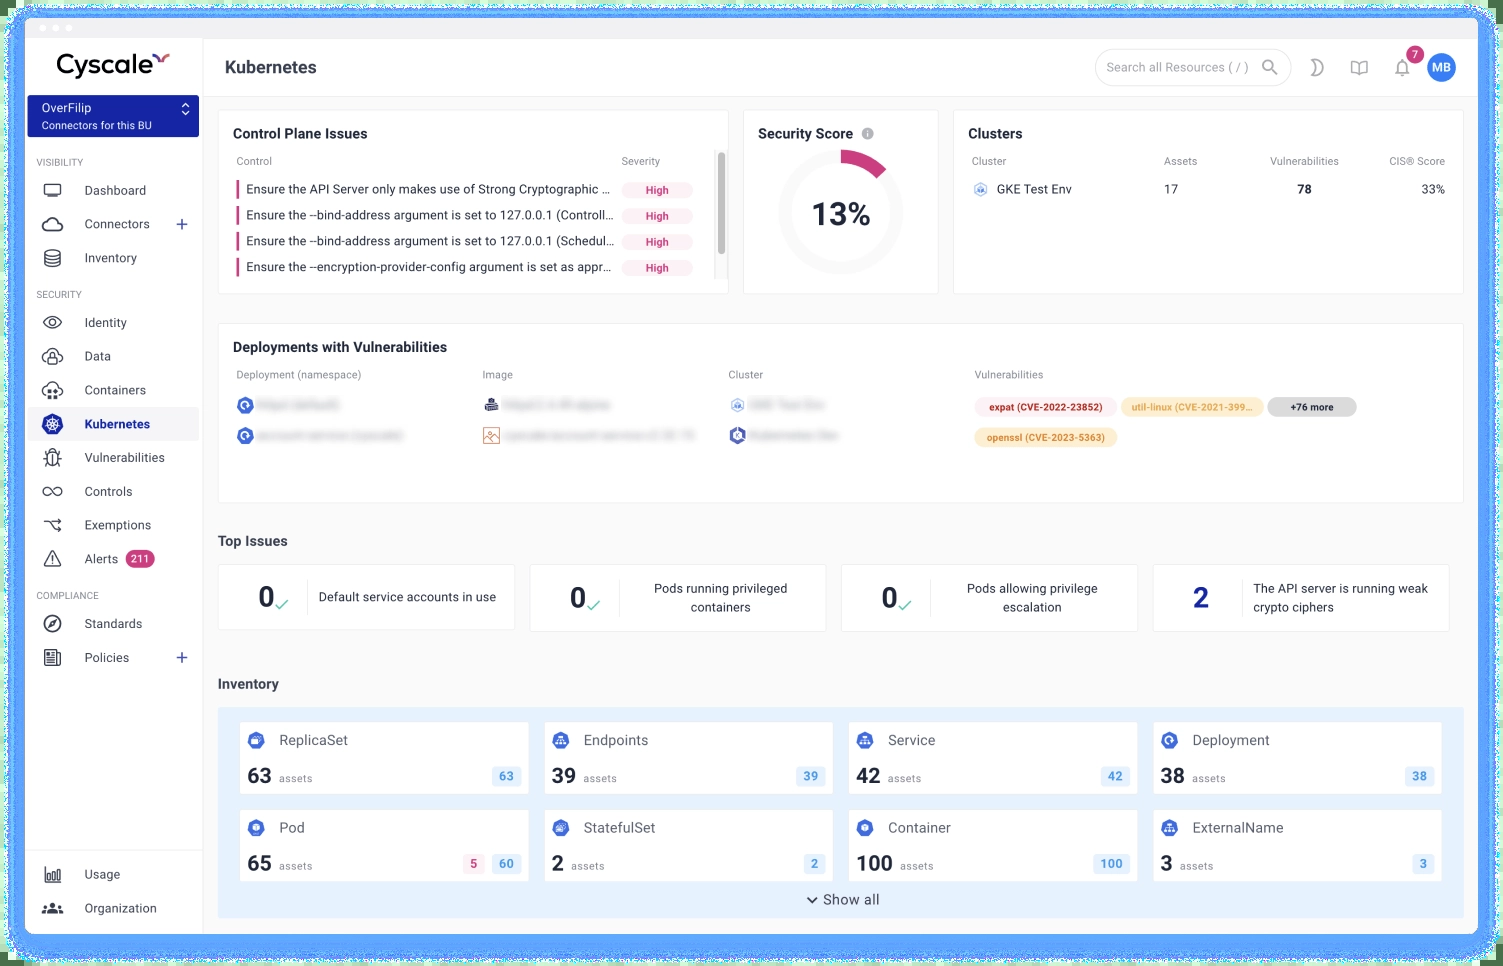 Cyscale
OverFilip
Connectors for this BU
VISIBILITY
Dashboard
Connectors +
Inventory
SECURITY
Identity
Data
Containers
Kubernetes
Vulnerabilities
Controls
Exemptions
Alerts 211
COMPLIANCE
Standards
Policies +
Usage
Organization
Kubernetes
Search all Resources ( / )
7
MB
Control Plane Issues
Control Severity
Ensure the API Server only makes use of Strong Cryptographic ... High
Ensure the --bind-address argument is set to 127.0.0.1 (Controll... High
Ensure the --bind-address argument is set to 127.0.0.1 (Schedul... High
Ensure the --encryption-provider-config argument is set as appr... High
Security Score
13%
Clusters
Cluster Assets Vulnerabilities CIS® Score
GKE Test Env 17 78 33%
Deployments with Vulnerabilities
Deployment (namespace) Image Cluster Vulnerabilities
expat (CVE-2022-23852) util-linux (CVE-2021-399... +76 more
openssl (CVE-2023-5363)
Top Issues
0 Default service accounts in use
0 Pods running privileged
containers
0 Pods allowing privilege
escalation
2 The API server is running weak
crypto ciphers
Inventory
ReplicaSet
63 assets 63
Endpoints
39 assets 39
Service
42 assets 42
Deployment
38 assets 38
Pod
65 assets 5 60
StatefulSet
2 assets 2
Container
100 assets 100
ExternalName
3 assets 3
Show all